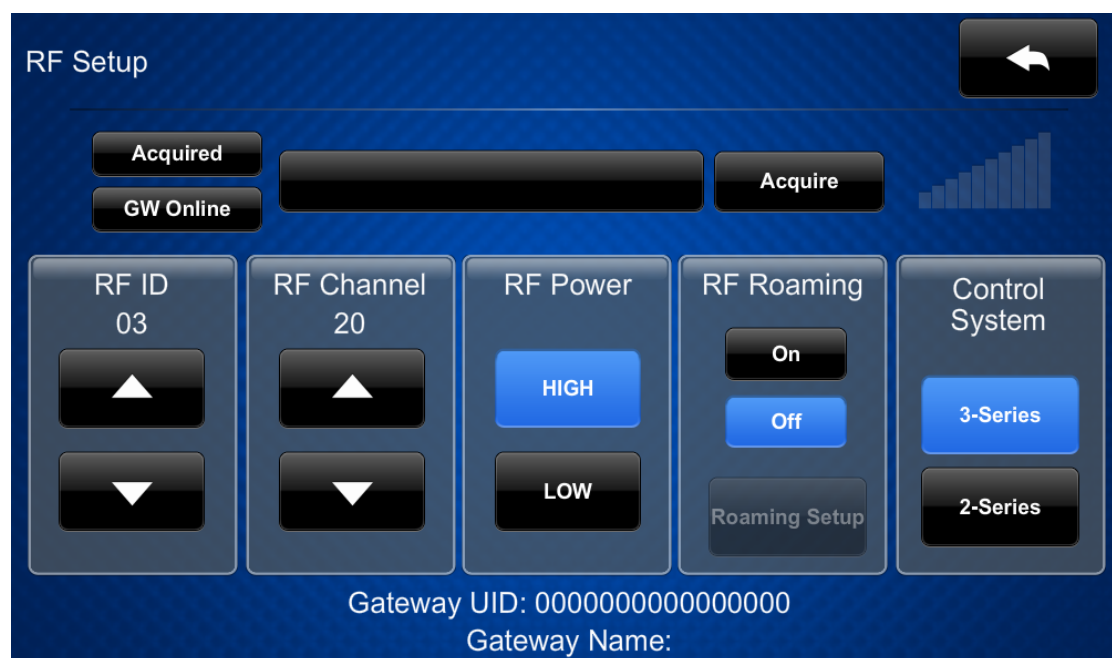 RF Setup
Acquired
GW Online
Acquire
RF ID
03
RF Channel
20
RF Power
HIGH
LOW
RF Roaming
On
Off
Roaming Setup
Control
System
3-Series
2-Series
Gateway UID: 0000000000000000
Gateway Name: